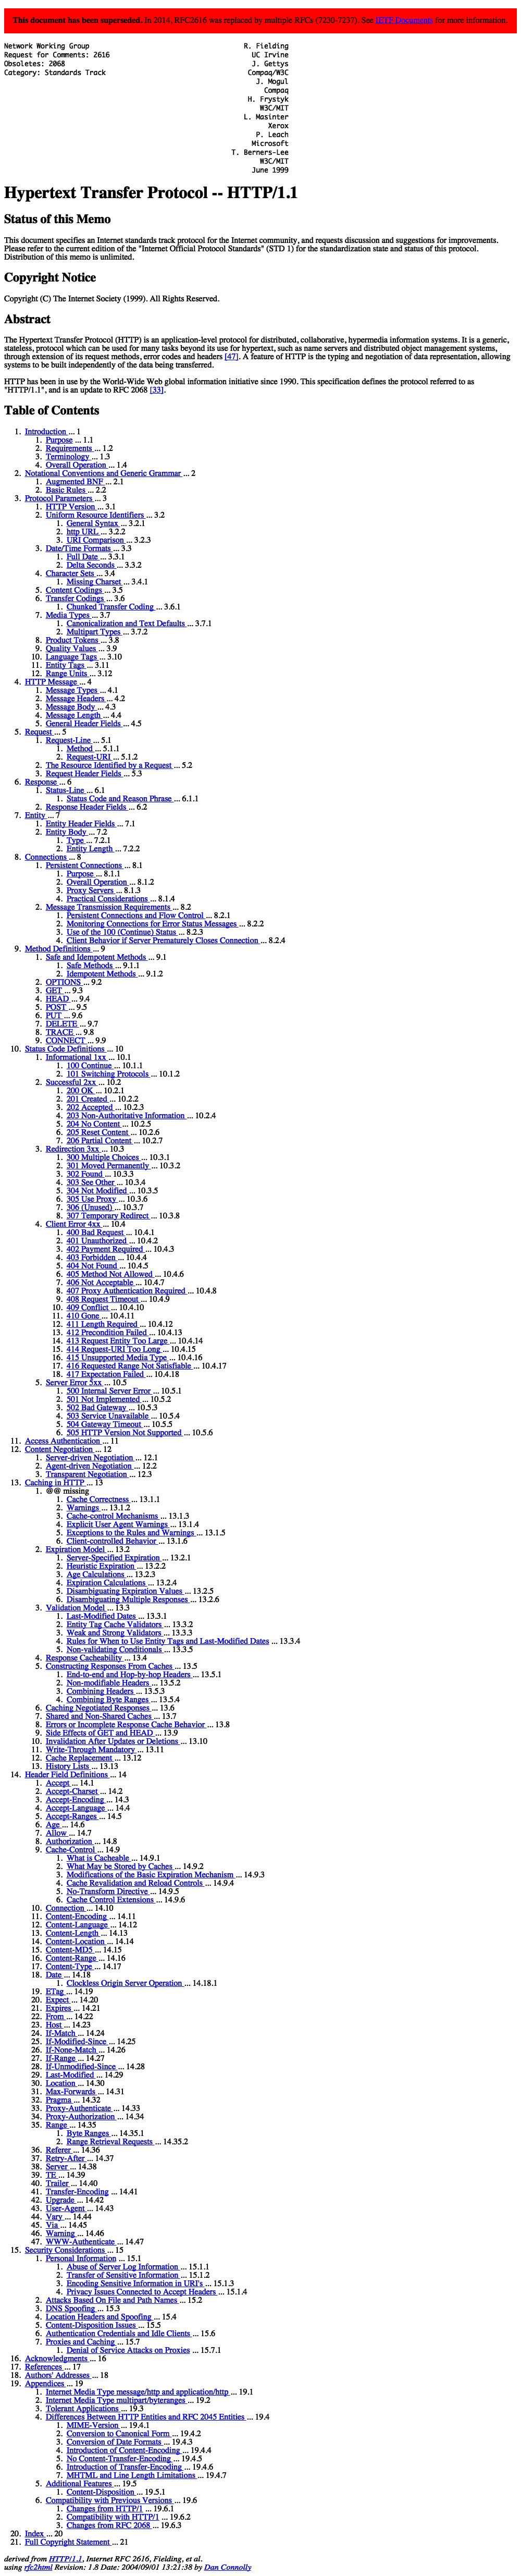 This document has been superseded. In 2014, RFC2616 was replaced by multiple RFCs (7230-7237). See IETF Documents for more information.
Network Working Group R. Fielding
Request for Comments: 2616 UC Irvine
Obsoletes: 2068 J. Gettys
Category: Standards Track Compaq/W3C
J. Mogul
Compaq
H. Frystyk
W3C/MIT
L. Masinter
Xerox
P. Leach
Microsoft
T. Berners-Lee
W3C/MIT
June 1999
Hypertext Transfer Protocol -- HTTP/1.1
Status of this Memo
This document specifies an Internet standards track protocol for the Internet community, and requests discussion and suggestions for improvements.
Please refer to the current edition of the "Internet Official Protocol Standards" (STD 1) for the standardization state and status of this protocol.
Distribution of this memo is unlimited.
Copyright Notice
Copyright (C) The Internet Society (1999). All Rights Reserved.
Abstract
The Hypertext Transfer Protocol (HTTP) is an application-level protocol for distributed, collaborative, hypermedia information systems. It is a generic,
stateless, protocol which can be used for many tasks beyond its use for hypertext, such as name servers and distributed object management systems,
through extension of its request methods, error codes and headers [47]. A feature of HTTP is the typing and negotiation of data representation, allowing
systems to be built independently of the data being transferred.
HTTP has been in use by the World-Wide Web global information initiative since 1990. This specification defines the protocol referred to as
"HTTP/1.1", and is an update to RFC 2068 [33].
Table of Contents
1. Introduction ... 1
1. Purpose ... 1.1
2. Requirements ... 1.2
3. Terminology ... 1.3
4. Overall Operation ... 1.4
2. Notational Conventions and Generic Grammar ... 2
1. Augmented BNF ... 2.1
2. Basic Rules ... 2.2
3. Protocol Parameters ... 3
1. HTTP Version ... 3.1
2. Uniform Resource Identifiers ... 3.2
1. General Syntax ... 3.2.1
2. http URL ... 3.2.2
3. URI Comparison ... 3.2.3
3. Date/Time Formats ... 3.3
1. Full Date ... 3.3.1
2. Delta Seconds ... 3.3.2
4. Character Sets ... 3.4
1. Missing Charset ... 3.4.1
5. Content Codings ... 3.5
6. Transfer Codings ... 3.6
1. Chunked Transfer Coding ... 3.6.1
7. Media Types ... 3.7
1. Canonicalization and Text Defaults ... 3.7.1
2. Multipart Types ... 3.7.2
8. Product Tokens ... 3.8
9. Quality Values ... 3.9
10. Language Tags ... 3.10
11. Entity Tags ... 3.11
12. Range Units ... 3.12
4. HTTP Message ... 4
1. Message Types ... 4.1
2. Message Headers ... 4.2
3. Message Body ... 4.3
4. Message Length ... 4.4
5. General Header Fields ... 4.5
5. Request ... 5
1. Request-Line ... 5.1
1. Method ... 5.1.1
2. Request-URI ... 5.1.2
2. The Resource Identified by a Request ... 5.2
3. Request Header Fields ... 5.3
6. Response ... 6
1. Status-Line ... 6.1
1. Status Code and Reason Phrase ... 6.1.1
2. Response Header Fields ... 6.2
7. Entity ... 7
1. Entity Header Fields ... 7.1
2. Entity Body ... 7.2
1. Type ... 7.2.1
2. Entity Length ... 7.2.2
8. Connections ... 8
1. Persistent Connections ... 8.1
1. Purpose ... 8.1.1
2. Overall Operation ... 8.1.2
3. Proxy Servers ... 8.1.3
4. Practical Considerations ... 8.1.4
2. Message Transmission Requirements ... 8.2
1. Persistent Connections and Flow Control ... 8.2.1
2. Monitoring Connections for Error Status Messages ... 8.2.2
3. Use of the 100 (Continue) Status ... 8.2.3
4. Client Behavior if Server Prematurely Closes Connection ... 8.2.4
9. Method Definitions ... 9
1. Safe and Idempotent Methods ... 9.1
1. Safe Methods ... 9.1.1
2. Idempotent Methods ... 9.1.2
2. OPTIONS ... 9.2
3. GET ... 9.3
4. HEAD ... 9.4
5. POST ... 9.5
6. PUT ... 9.6
7. DELETE ... 9.7
8. TRACE ... 9.8
9. CONNECT ... 9.9
10. Status Code Definitions ... 10
1. Informational 1xx ... 10.1
1. 100 Continue ... 10.1.1
2. 101 Switching Protocols ... 10.1.2
2. Successful 2xx ... 10.2
1. 200 OK ... 10.2.1
2. 201 Created ... 10.2.2
3. 202 Accepted ... 10.2.3
4. 203 Non-Authoritative Information ... 10.2.4
5. 204 No Content ... 10.2.5
6. 205 Reset Content ... 10.2.6
7. 206 Partial Content ... 10.2.7
3. Redirection 3xx ... 10.3
1. 300 Multiple Choices ... 10.3.1
2. 301 Moved Permanently ... 10.3.2
3. 302 Found ... 10.3.3
4. 303 See Other ... 10.3.4
5. 304 Not Modified ... 10.3.5
6. 305 Use Proxy ... 10.3.6
7. 306 (Unused) ... 10.3.7
8. 307 Temporary Redirect ... 10.3.8
4. Client Error 4xx ... 10.4
1. 400 Bad Request ... 10.4.1
2. 401 Unauthorized ... 10.4.2
3. 402 Payment Required ... 10.4.3
4. 403 Forbidden ... 10.4.4
5. 404 Not Found ... 10.4.5
6. 405 Method Not Allowed ... 10.4.6
7. 406 Not Acceptable ... 10.4.7
8. 407 Proxy Authentication Required ... 10.4.8
9. 408 Request Timeout ... 10.4.9
10. 409 Conflict ... 10.4.10
11. 410 Gone ... 10.4.11
12. 411 Length Required ... 10.4.12
13. 412 Precondition Failed ... 10.4.13
14. 413 Request Entity Too Large ... 10.4.14
15. 414 Request-URI Too Long ... 10.4.15
16. 415 Unsupported Media Type ... 10.4.16
17. 416 Requested Range Not Satisfiable ... 10.4.17
18. 417 Expectation Failed ... 10.4.18
5. Server Error 5xx ... 10.5
1. 500 Internal Server Error ... 10.5.1
2. 501 Not Implemented ... 10.5.2
3. 502 Bad Gateway ... 10.5.3
4. 503 Service Unavailable ... 10.5.4
5. 504 Gateway Timeout ... 10.5.5
6. 505 HTTP Version Not Supported ... 10.5.6
11. Access Authentication ... 11
12. Content Negotiation ... 12
1. Server-driven Negotiation ... 12.1
2. Agent-driven Negotiation ... 12.2
3. Transparent Negotiation ... 12.3
13. Caching in HTTP ... 13
1. @@ missing
1. Cache Correctness ... 13.1.1
2. Warnings ... 13.1.2
3. Cache-control Mechanisms ... 13.1.3
4. Explicit User Agent Warnings ... 13.1.4
5. Exceptions to the Rules and Warnings ... 13.1.5
6. Client-controlled Behavior ... 13.1.6
2. Expiration Model ... 13.2
1. Server-Specified Expiration ... 13.2.1
2. Heuristic Expiration ... 13.2.2
3. Age Calculations ... 13.2.3
4. Expiration Calculations ... 13.2.4
5. Disambiguating Expiration Values ... 13.2.5
6. Disambiguating Multiple Responses ... 13.2.6
3. Validation Model ... 13.3
1. Last-Modified Dates ... 13.3.1
2. Entity Tag Cache Validators ... 13.3.2
3. Weak and Strong Validators ... 13.3.3
4. Rules for When to Use Entity Tags and Last-Modified Dates ... 13.3.4
5. Non-validating Conditionals ... 13.3.5
4. Response Cacheability ... 13.4
5. Constructing Responses From Caches ... 13.5
1. End-to-end and Hop-by-hop Headers ... 13.5.1
2. Non-modifiable Headers ... 13.5.2
3. Combining Headers ... 13.5.3
4. Combining Byte Ranges ... 13.5.4
6. Caching Negotiated Responses ... 13.6
7. Shared and Non-Shared Caches ... 13.7
8. Errors or Incomplete Response Cache Behavior ... 13.8
9. Side Effects of GET and HEAD ... 13.9
10. Invalidation After Updates or Deletions ... 13.10
11. Write-Through Mandatory ... 13.11
12. Cache Replacement ... 13.12
13. History Lists ... 13.13
14. Header Field Definitions ... 14
1. Accept ... 14.1
2. Accept-Charset ... 14.2
3. Accept-Encoding ... 14.3
4. Accept-Language ... 14.4
5. Accept-Ranges ... 14.5
6. Age ... 14.6
7. Allow ... 14.7
8. Authorization ... 14.8
9. Cache-Control ... 14.9
1. What is Cacheable ... 14.9.1
2. What May be Stored by Caches ... 14.9.2
3. Modifications of the Basic Expiration Mechanism ... 14.9.3
4. Cache Revalidation and Reload Controls ... 14.9.4
5. No-Transform Directive ... 14.9.5
6. Cache Control Extensions ... 14.9.6
10. Connection ... 14.10
11. Content-Encoding ... 14.11
12. Content-Language ... 14.12
13. Content-Length ... 14.13
14. Content-Location ... 14.14
15. Content-MD5 ... 14.15
16. Content-Range ... 14.16
17. Content-Type ... 14.17
18. Date ... 14.18
1. Clockless Origin Server Operation ... 14.18.1
19. ETag ... 14.19
20. Expect ... 14.20
21. Expires ... 14.21
22. From ... 14.22
23. Host ... 14.23
24. If-Match ... 14.24
25. If-Modified-Since ... 14.25
26. If-None-Match ... 14.26
27. If-Range ... 14.27
28. If-Unmodified-Since ... 14.28
29. Last-Modified ... 14.29
30. Location ... 14.30
31. Max-Forwards ... 14.31
32. Pragma ... 14.32
33. Proxy-Authenticate ... 14.33
34. Proxy-Authorization ... 14.34
35. Range ... 14.35
1. Byte Ranges ... 14.35.1
2. Range Retrieval Requests ... 14.35.2
36. Referer ... 14.36
37. Retry-After ... 14.37
38. Server ... 14.38
39. TE ... 14.39
40. Trailer ... 14.40
41. Transfer-Encoding ... 14.41
42. Upgrade ... 14.42
43. User-Agent ... 14.43
44. Vary ... 14.44
45. Via ... 14.45
46. Warning ... 14.46
47. WWW-Authenticate ... 14.47
15. Security Considerations ... 15
1. Personal Information ... 15.1
1. Abuse of Server Log Information ... 15.1.1
2. Transfer of Sensitive Information ... 15.1.2
3. Encoding Sensitive Information in URI's ... 15.1.3
4. Privacy Issues Connected to Accept Headers ... 15.1.4
2. Attacks Based On File and Path Names ... 15.2
3. DNS Spoofing ... 15.3
4. Location Headers and Spoofing ... 15.4
5. Content-Disposition Issues ... 15.5
6. Authentication Credentials and Idle Clients ... 15.6
7. Proxies and Caching ... 15.7
1. Denial of Service Attacks on Proxies ... 15.7.1
16. Acknowledgments ... 16
17. References ... 17
18. Authors' Addresses ... 18
19. Appendices ... 19
1. Internet Media Type message/http and application/http ... 19.1
2. Internet Media Type multipart/byteranges ... 19.2
3. Tolerant Applications ... 19.3
4. Differences Between HTTP Entities and RFC 2045 Entities ... 19.4
1. MIME-Version ... 19.4.1
2. Conversion to Canonical Form ... 19.4.2
3. Conversion of Date Formats ... 19.4.3
4. Introduction of Content-Encoding ... 19.4.4
5. No Content-Transfer-Encoding ... 19.4.5
6. Introduction of Transfer-Encoding ... 19.4.6
7. MHTML and Line Length Limitations ... 19.4.7
5. Additional Features ... 19.5
1. Content-Disposition ... 19.5.1
6. Compatibility with Previous Versions ... 19.6
1. Changes from HTTP/1 ... 19.6.1
2. Compatibility with HTTP/1 ... 19.6.2
3. Changes from RFC 2068 ... 19.6.3
20. Index ... 20
21. Full Copyright Statement ... 21
derived from HTTP/1.1, Internet RFC 2616, Fielding, et al.
using rfc2html Revision: 1.8 Date: 2004/09/01 13:21:38 by Dan Connolly